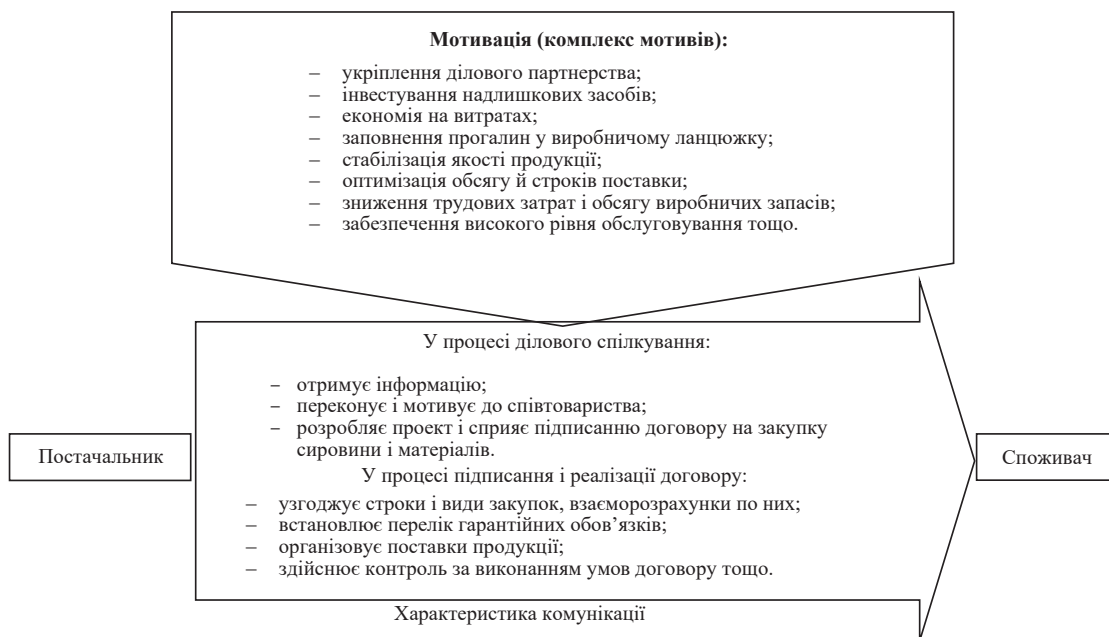 Мотивація (комплекс мотивів):
– укріплення ділового партнерства;
– інвестування надлишкових засобів;
– економія на витратах;
– заповнення прогалин у виробничому ланцюжку;
– стабілізація якості продукції;
– оптимізація обсягу й строків поставки;
– зниження трудових затрат і обсягу виробничих запасів;
– забезпечення високого рівня обслуговування тощо.
У процесі ділового спілкування:
– отримує інформацію;
– переконує і мотивує до співтовариства;
– розробляє проект і сприяє підписанню договору на закупку
сировини і матеріалів.
Постачальник
У процесі підписання і реалізації договору:
– узгоджує строки і види закупок, взаєморозрахунки по них;
– встановлює перелік гарантійних обов’язків;
– організовує поставки продукції;
– здійснює контроль за виконанням умов договору тощо.
Споживач
Характеристика комунікації